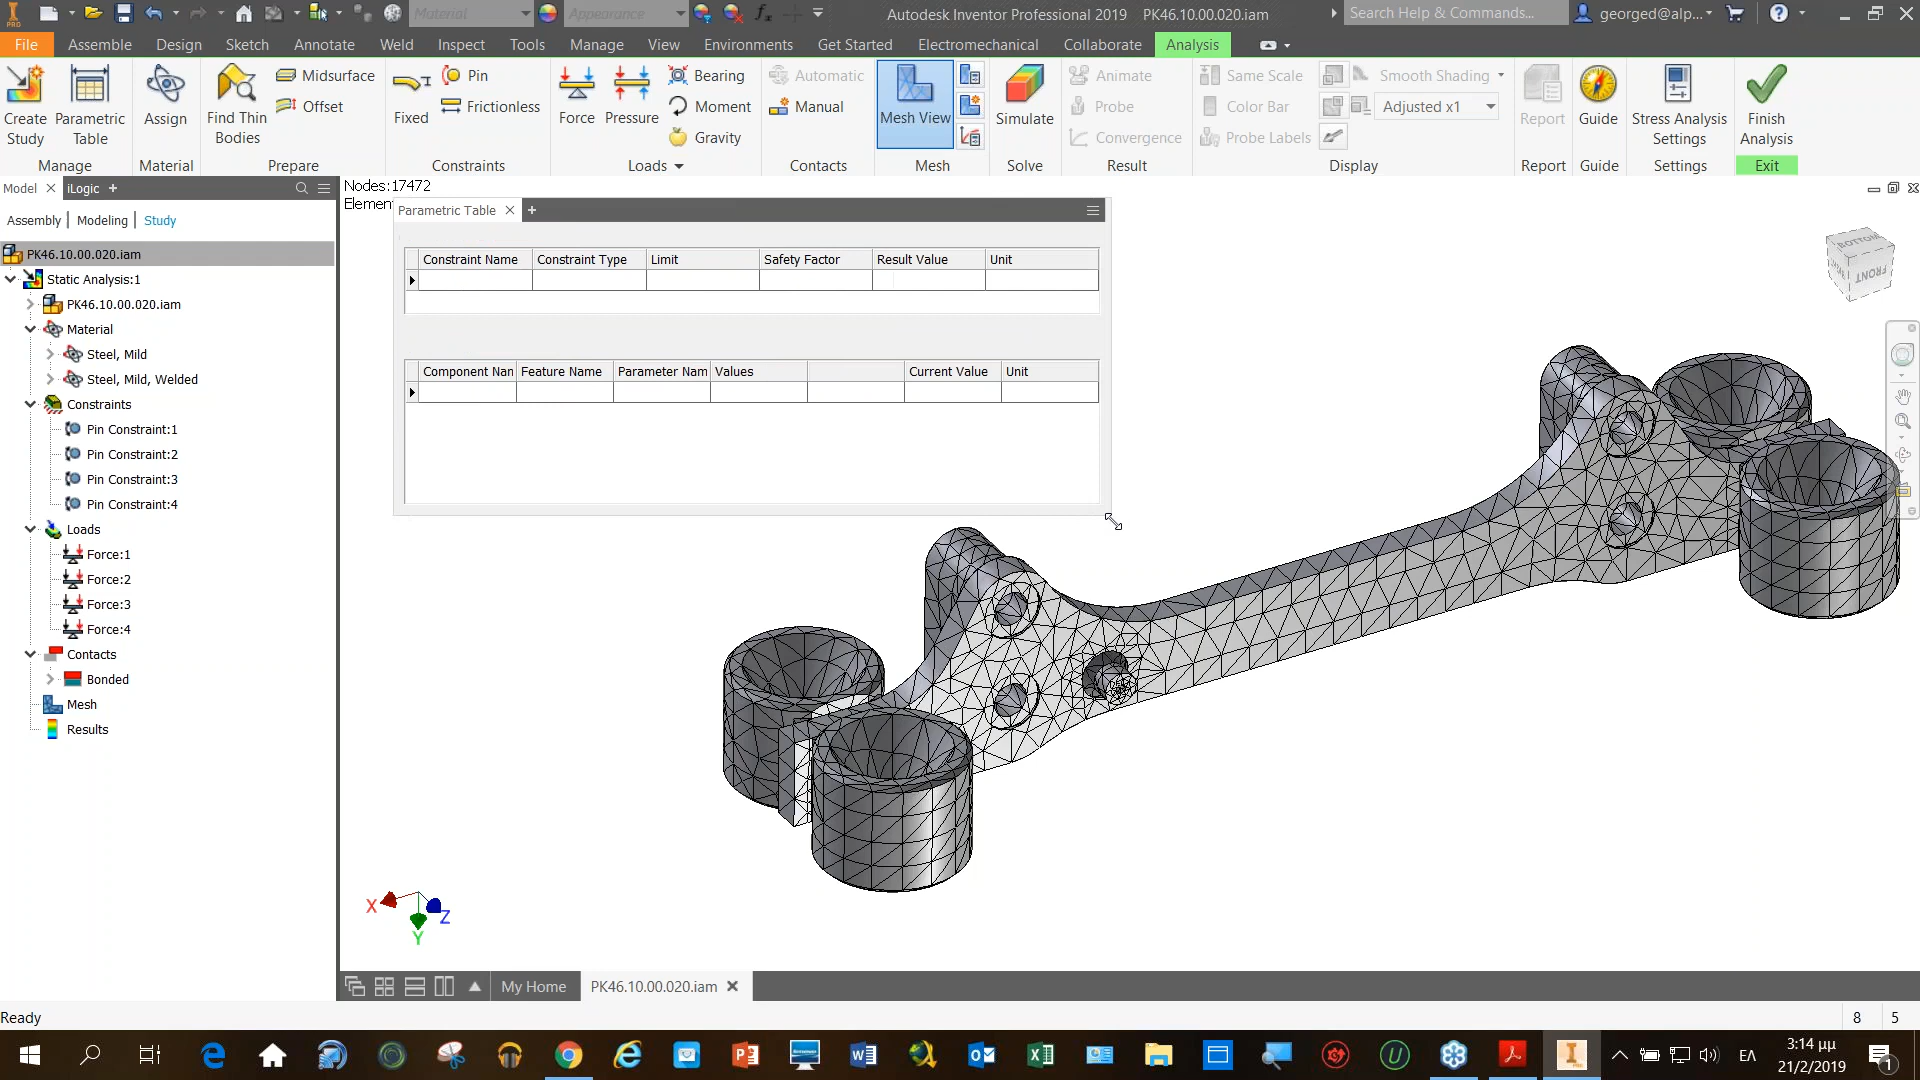 Material
Appearance
Autodesk Inventor Professional 2019 PK46.10.00.020.iam
Search Help & Commands...
georged@alp...
File Assemble Design Sketch Annotate Weld Inspect Tools Manage View Environments Get Started Electromechanical Collaborate Analysis
Create Study
Parametric Table
Manage
Assign
Material
Find Thin Bodies
Midsurface
Offset
Prepare
Fixed
Pin
Frictionless
Constraints
Force
Pressure
Bearing
Moment
Gravity
Loads
Automatic
Manual
Contacts
Mesh View
Mesh
Simulate
Solve
Animate
Probe
Convergence
Result
Same Scale
Color Bar
Probe Labels
Smooth Shading
Adjusted x1
Display
Report
Report
Guide
Guide
Stress Analysis Settings
Settings
Finish Analysis
Exit
Model iLogic
Assembly Modeling Study
PK46.10.00.020.iam
Static Analysis:1
PK46.10.00.020.iam
Material
Steel, Mild
Steel, Mild, Welded
Constraints
Pin Constraint:1
Pin Constraint:2
Pin Constraint:3
Pin Constraint:4
Loads
Force:1
Force:2
Force:3
Force:4
Contacts
Bonded
Mesh
Results
Nodes:17472
Elemen
Parametric Table
Constraint Name Constraint Type Limit Safety Factor Result Value Unit
Component Nan Feature Name Parameter Nam Values Current Value Unit
BOTTOM
FRONT
X
Y
Z
My Home PK46.10.00.020.iam
Ready
8 5
ΕΛ
3:14 μμ
21/2/2019
1